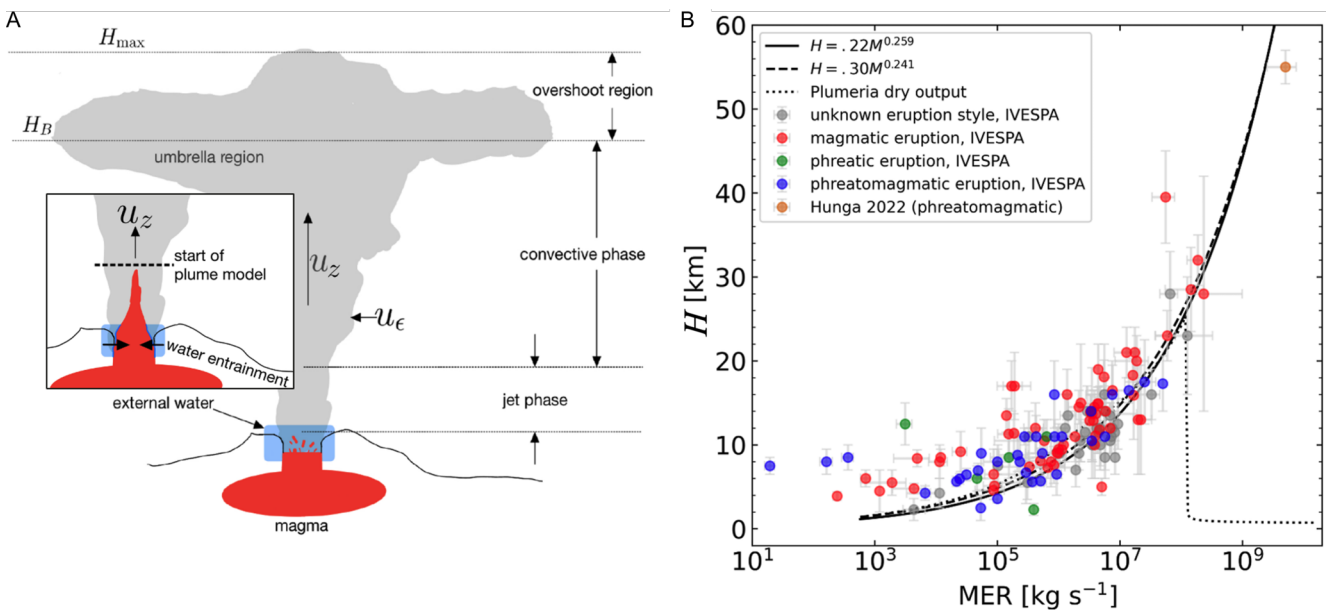 A
H_max
overshoot region
H_B
umbrella region
u_z
start of
plume model
u_z
convective phase
u_ϵ
water entrainment
external water
jet phase
magma
B
H = .22M^0.259
H = .30M^0.241
Plumeria dry output
unknown eruption style, IVESPA
magmatic eruption, IVESPA
phreatic eruption, IVESPA
phreatomagmatic eruption, IVESPA
Hunga 2022 (phreatomagmatic)
H [km]
60
50
40
30
20
10
0
10^1 10^3 10^5 10^7 10^9
MER [kg s^−1]